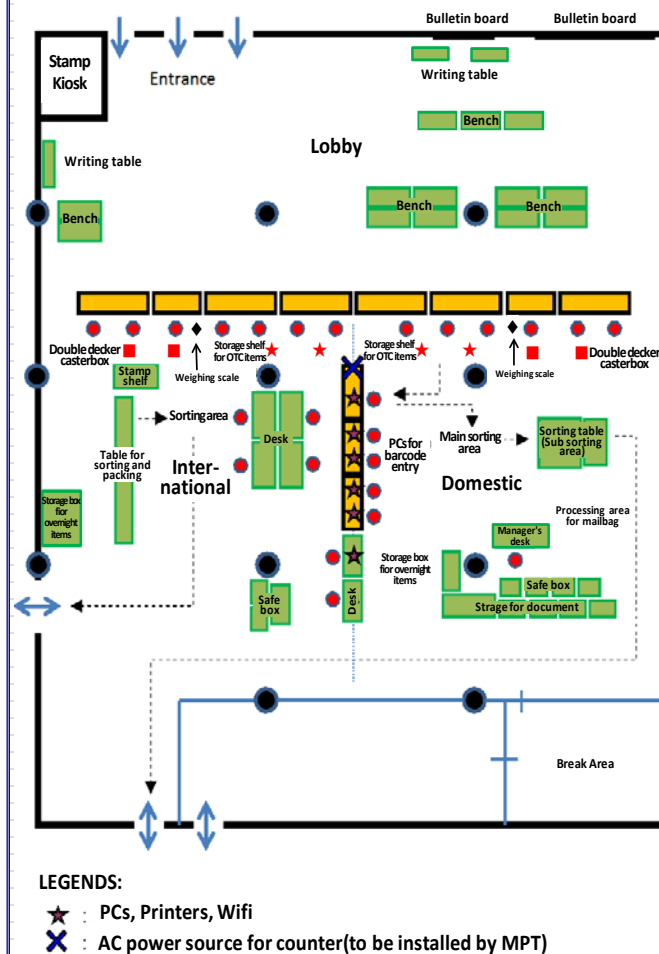 Bulletin board
Bulletin board
Stamp
Kiosk
Entrance
Writing table
Bench
Lobby
Writing table
Bench
Bench
Bench
Double decker
casterbox
Storage shelf
for OTC items
Storage shelf
for OTC items
Double decker
casterbox
Weighing scale
Weighing scale
Stamp
shelf
Sorting area
Desk
PCs for
barcode
entry
Main sorting
area
Sorting table
(Sub sorting
area)
Table for
sorting and
packing
Inter-
national
Domestic
Storage box
fior
overnight
items
Processing area
for mailbag
Manager's
desk
Storage box
fior overnight
items
Safe
box
Desk
Safe box
Strage for document
Break Area
LEGENDS:
: PCs, Printers, Wifi
: AC power source for counter(to be installed by MPT)